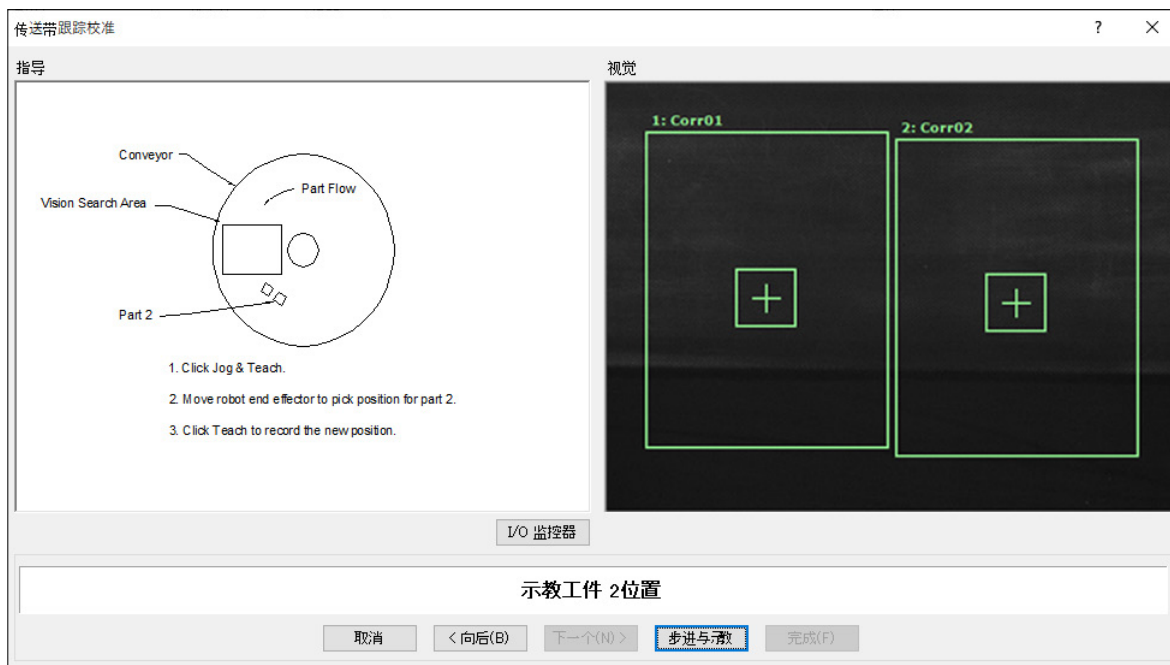 传送带跟踪校准
?
指导
视觉
Conveyor
Part Flow
Vision Search Area
Part 2
1. Click Jog & Teach.
2. Move robot end effector to pick position for part 2.
3. Click Teach to record the new position.
1: Corr01
2: Corr02
I/O 监控器
示教工件 2位置
取消
< 向后(B)
下一个(N) >
步进与示教
完成(F)